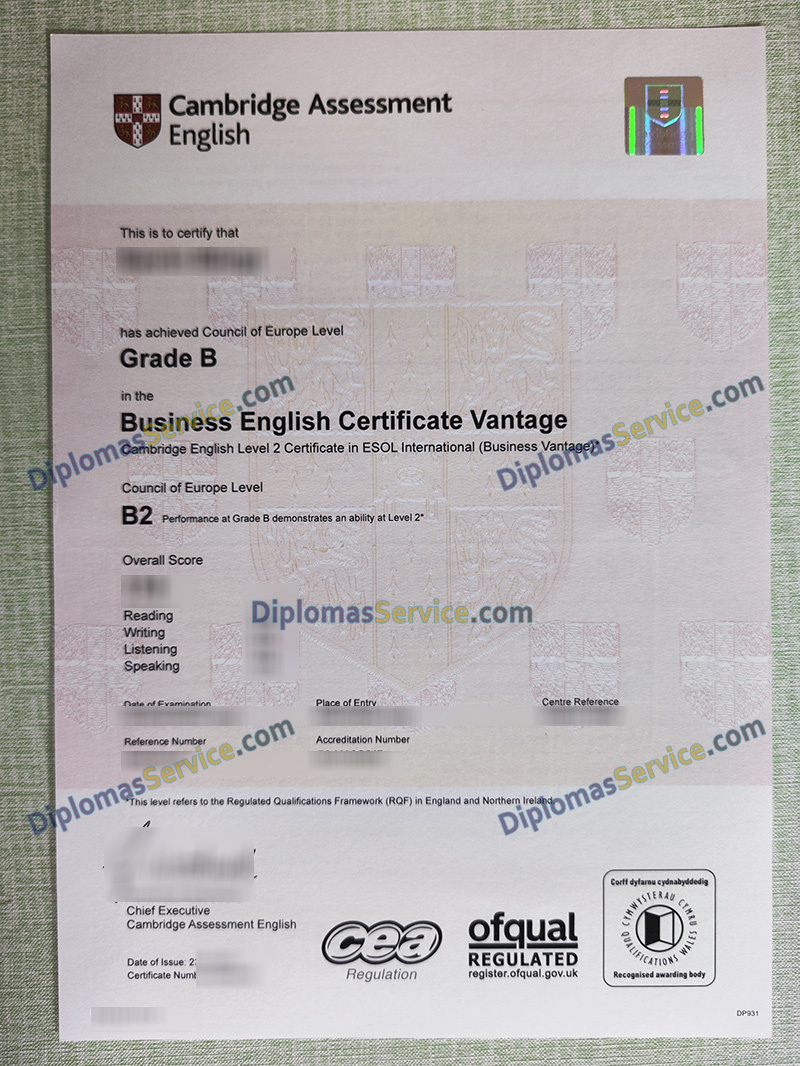 Cambridge Assessment
English
This is to certify that
has achieved Council of Europe Level
Grade B
in the
Business English Certificate Vantage
Cambridge English Level 2 Certificate in ESOL International (Business Vantage)*
Council of Europe Level
B2 Performance at Grade B demonstrates an ability at Level 2*
Overall Score
Reading
Writing
Listening
Speaking
Date of Examination Place of Entry Centre Reference
Reference Number Accreditation Number
*This level refers to the Regulated Qualifications Framework (RQF) in England and Northern Ireland.
Chief Executive
Cambridge Assessment English
Date of Issue: 2
Certificate Numb
cea
Regulation
ofqual
REGULATED
register.ofqual.gov.uk
Corff dyfarnu cydnabyddedig
CYMWYSTERAU CYMRU
QUALIFICATIONS WALES
Recognised awarding body
DP931
DiplomasService.com
DiplomasService.com
DiplomasService.com
DiplomasService.com
DiplomasService.com